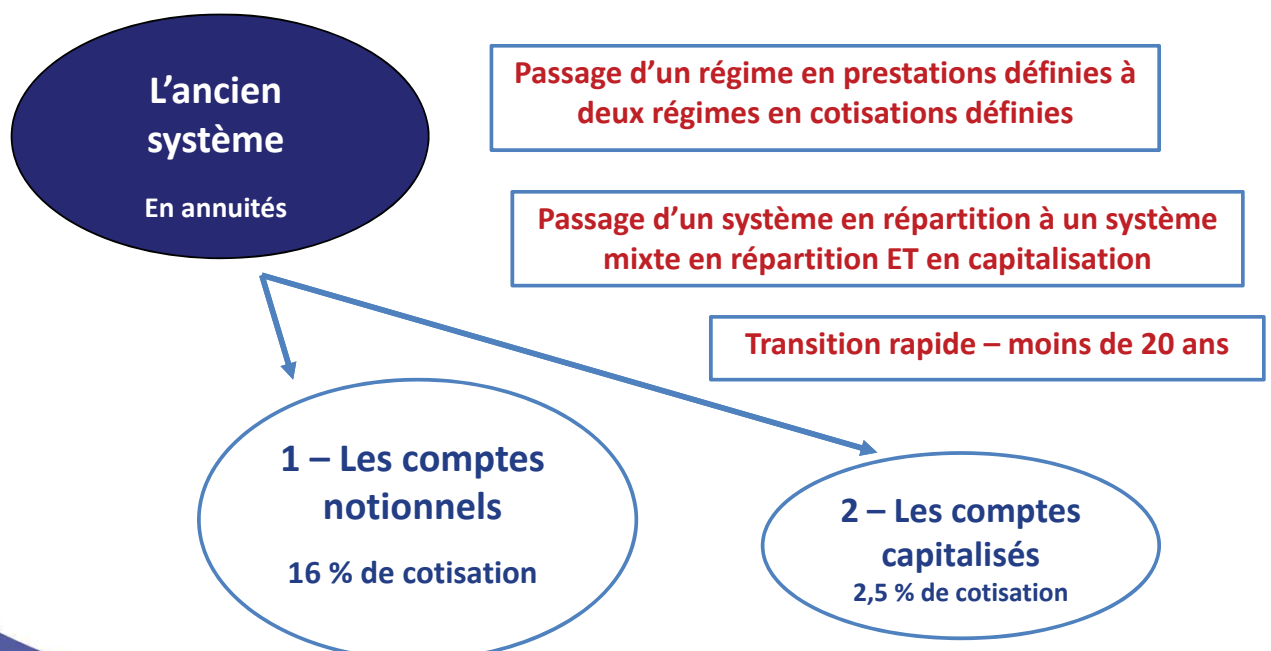 L’ancien
système
En annuités
Passage d’un régime en prestations définies à
deux régimes en cotisations définies
Passage d’un système en répartition à un système
mixte en répartition ET en capitalisation
Transition rapide – moins de 20 ans
1 – Les comptes
notionnels
16 % de cotisation
2 – Les comptes
capitalisés
2,5 % de cotisation